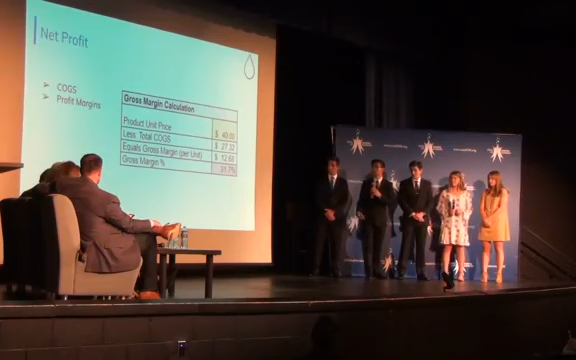 Net Profit
➢ COGS
➢ Profit Margins
Gross Margin Calculation
Product Unit Price $ 40.00
Less: Total COGS $ 27.32
Equals Gross Margin (per Unit) $ 12.68
Gross Margin % 31.7%